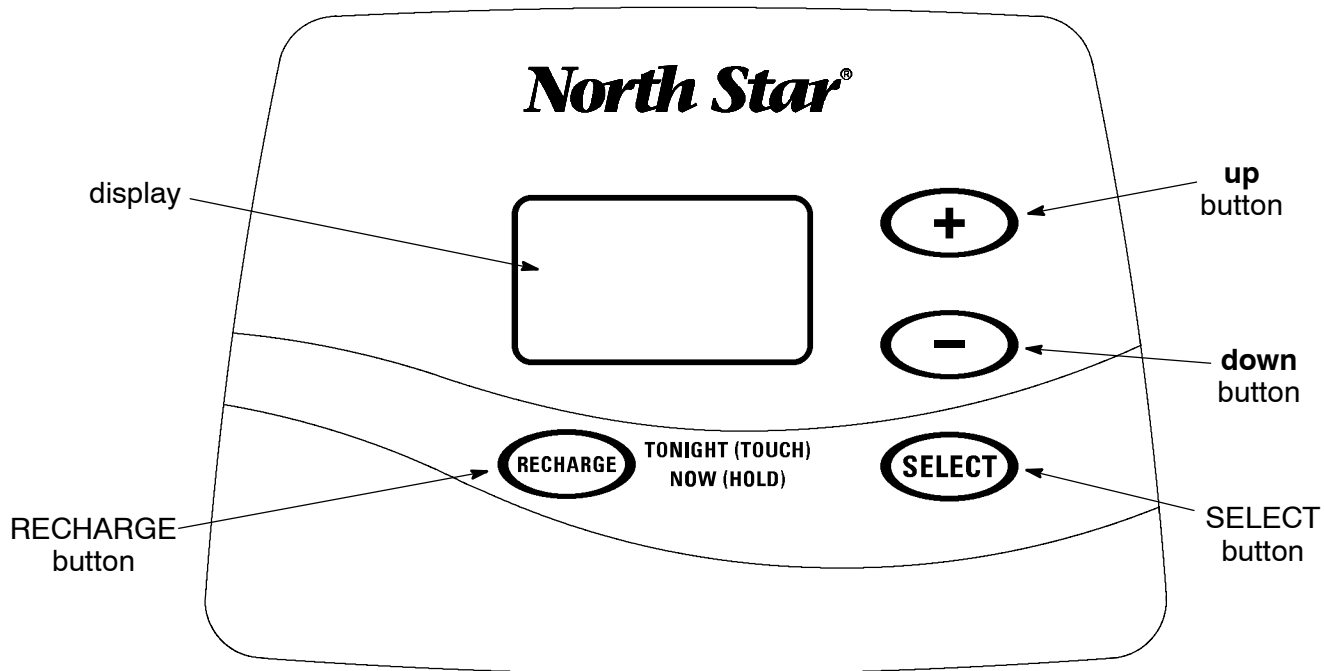 North Star®
display
up
button
+
−
down
button
RECHARGE
TONIGHT (TOUCH)
NOW (HOLD)
SELECT
RECHARGE
button
SELECT
button